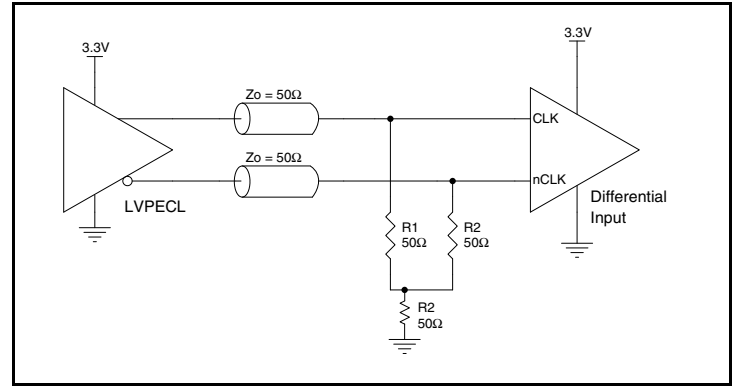 3.3V
3.3V
Zo = 50Ω
CLK
Zo = 50Ω
nCLK
LVPECL
Differential
Input
R1
50Ω
R2
50Ω
R2
50Ω